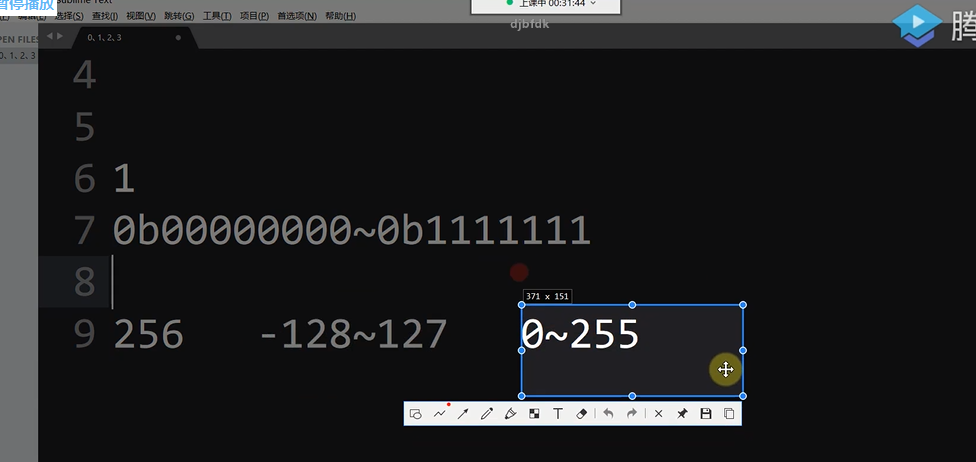 暂停播放
Sublime Text
选择(S) 查找(I) 视图(V) 跳转(G) 工具(T) 项目(P) 首选项(N) 帮助(H)
上课中 00:31:44
djbfdk
腾
OPEN FILES
0, 1, 2, 3
0, 1, 2, 3
4
5
6 1
7 0b00000000~0b1111111
8
371 x 151
9 256 -128~127 0~255
T